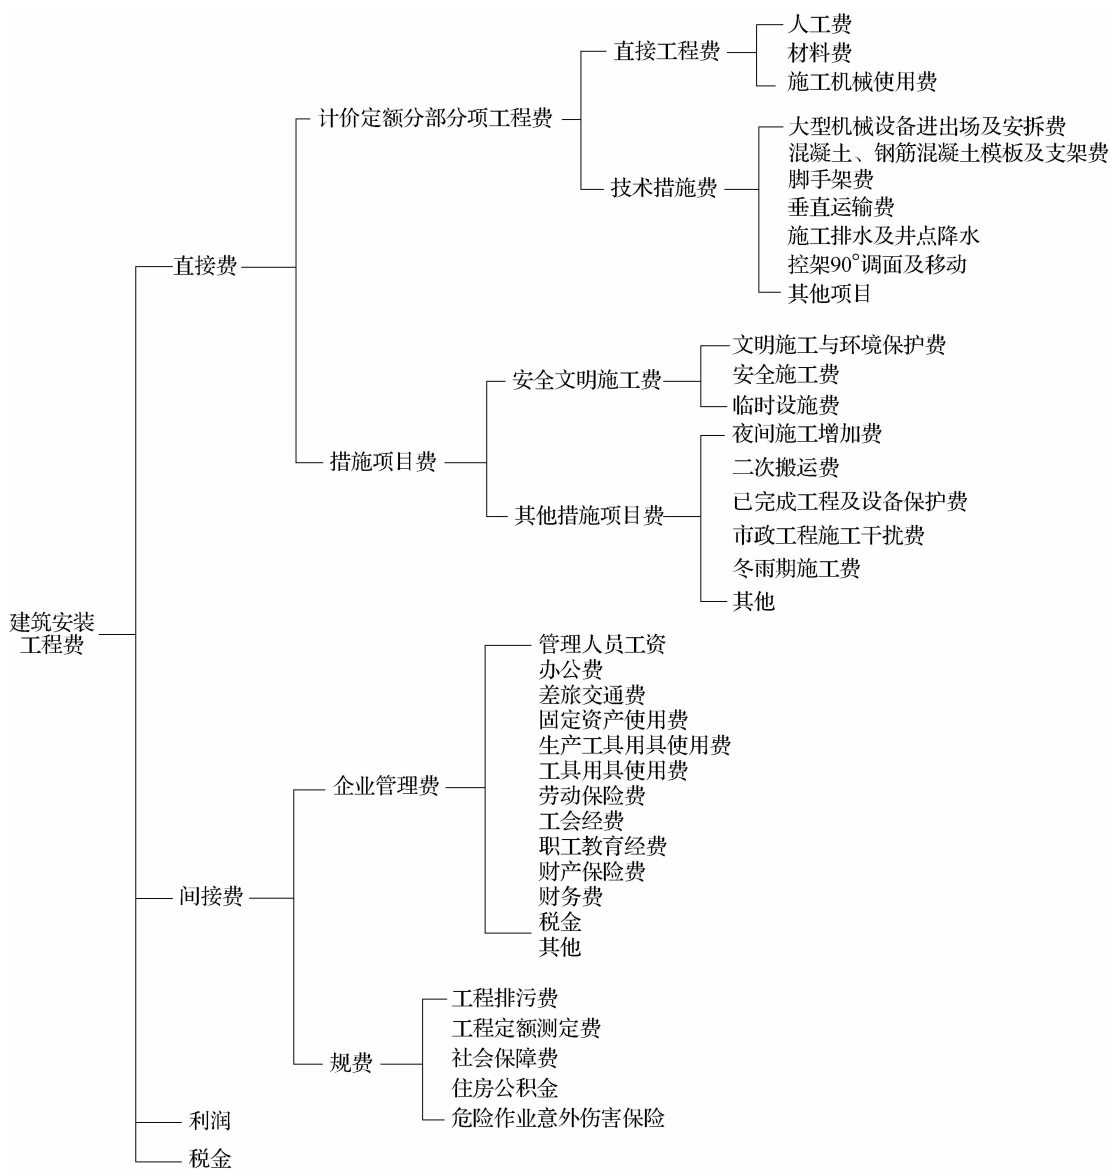 人工费
直接工程费
材料费
施工机械使用费
计价定额分部分项工程费
大型机械设备进出场及安拆费
混凝土、钢筋混凝土模板及支架费
脚手架费
技术措施费
垂直运输费
施工排水及井点降水
控架90°调面及移动
其他项目
直接费
文明施工与环境保护费
安全文明施工费
安全施工费
临时设施费
措施项目费
夜间施工增加费
二次搬运费
已完成工程及设备保护费
其他措施项目费
市政工程施工干扰费
冬雨期施工费
其他
建筑安装
工程费
管理人员工资
办公费
差旅交通费
固定资产使用费
生产工具用具使用费
工具用具使用费
企业管理费
劳动保险费
工会经费
职工教育经费
财产保险费
财务费
税金
其他
间接费
工程排污费
工程定额测定费
规费
社会保障费
住房公积金
危险作业意外伤害保险
利润
税金